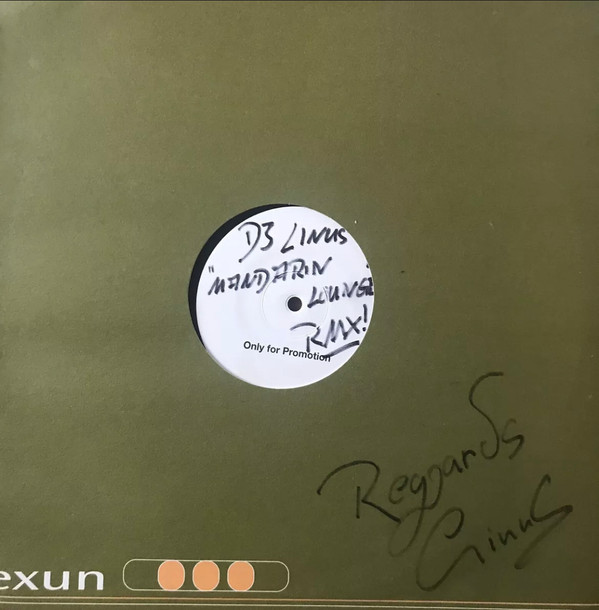 DJ LINUS
"MANDARIN
LOUNGE"
RMX!
Only for Promotion
Regards
Linus
exun